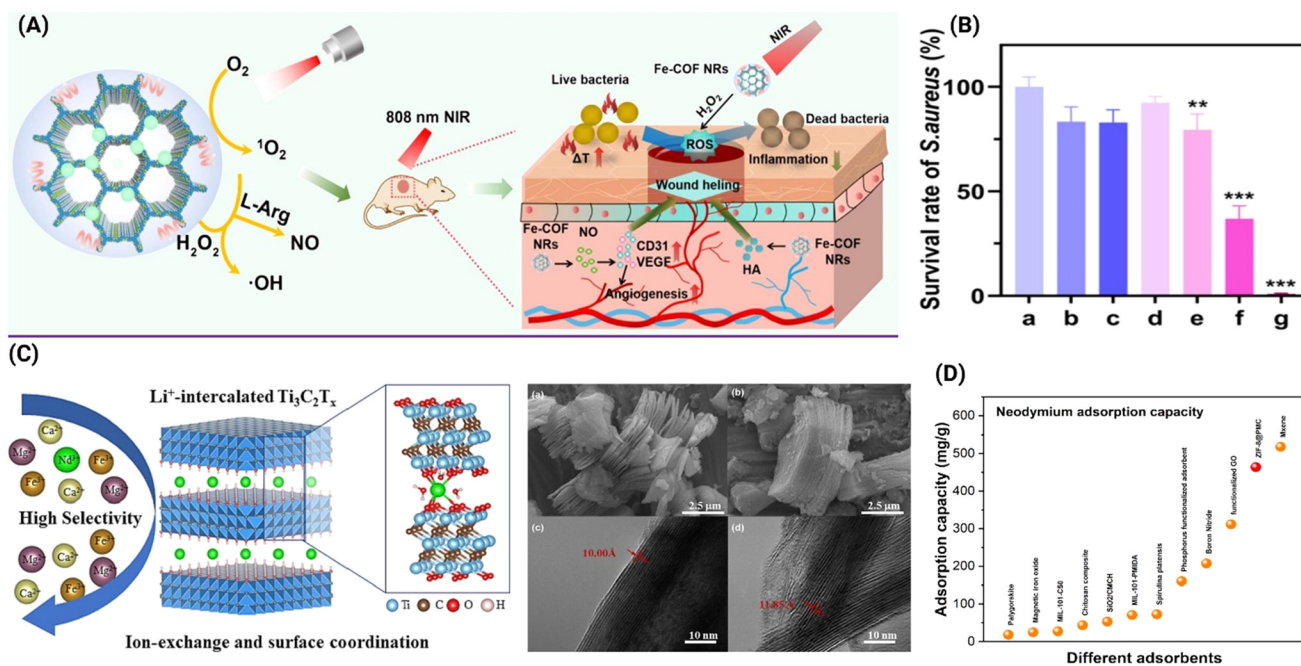 (A)
O₂
¹O₂
L-Arg
H₂O₂
NO
·OH
808 nm NIR
NIR
Fe-COF NRs
H₂O₂
Live bacteria
Dead bacteria
ΔT
ROS
Inflammation
Wound heling
Fe-COF
NRs
NO
CD31
VEGF
HA
Fe-COF
NRs
Angiogenesis
(B)
Survival rate of S.aureus (%)
100
50
0
**
***
***
a b c d e f g
(C)
Li⁺-intercalated Ti₃C₂Tₓ
Ca²⁺
Mg²⁺
Nd³⁺
Fe³⁺
Fe³⁺
Ca²⁺
Mg²⁺
High Selectivity
Fe³⁺
Ca²⁺
Mg²⁺
Mg²⁺
Ca²⁺
Fe³⁺
Ti C O H
Ion-exchange and surface coordination
(a)
2.5 μm
(b)
2.5 μm
(c)
10.00Å
10 nm
(d)
11.85Å
10 nm
(D)
Neodymium adsorption capacity
Adsorption capacity (mg/g)
600
500
400
300
200
100
0
Palygorskite
Magnetic iron oxide
MIL-101-C50
Chitosan composite
SiO2/CMCH
MIL-101-PMIDA
Spirulina platensis
Phosphorus functionalized adsorbent
Boron Nitride
functionalized GO
ZIF-8@PMC
Mxene
Different adsorbents